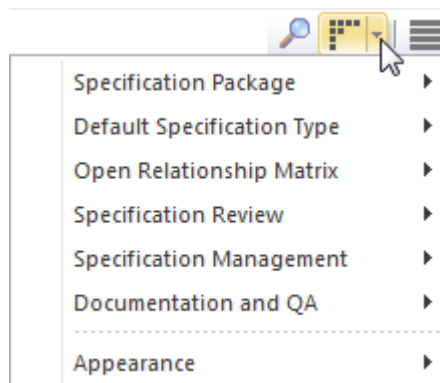 Specification Package
Default Specification Type
Open Relationship Matrix
Specification Review
Specification Management
Documentation and QA
Appearance